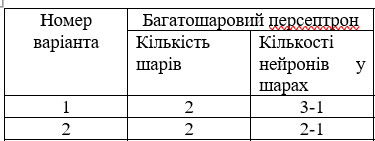 Номер варіанта
Багатошаровий персептрон
Кількість шарів
Кількості нейронів у шарах
1 2 3-1
2 2 2-1